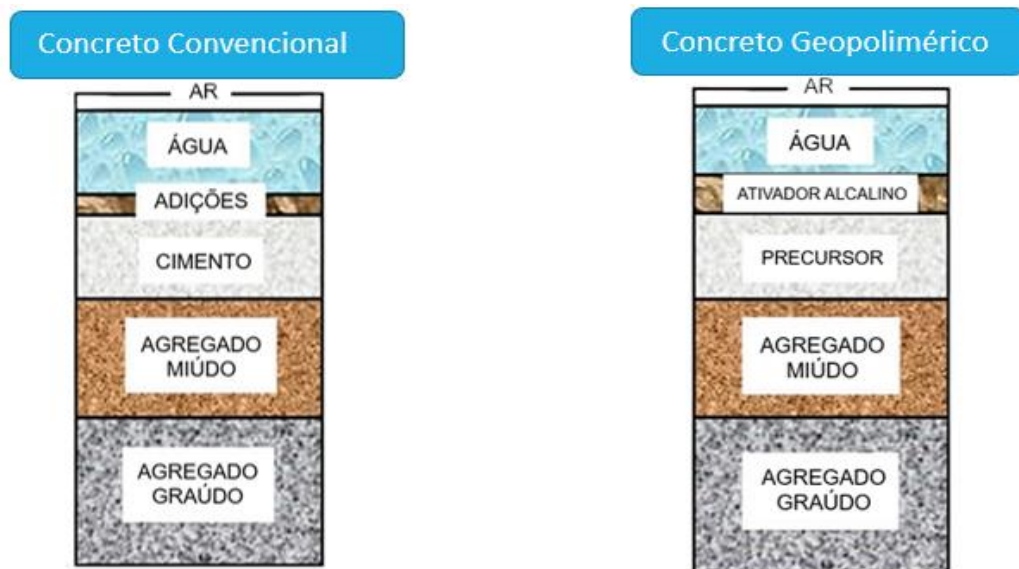 Concreto Convencional
AR
ÁGUA
ADIÇÕES
CIMENTO
AGREGADO
MIÚDO
AGREGADO
GRAÚDO
Concreto Geopolimérico
AR
ÁGUA
ATIVADOR ALCALINO
PRECURSOR
AGREGADO
MIÚDO
AGREGADO
GRAÚDO